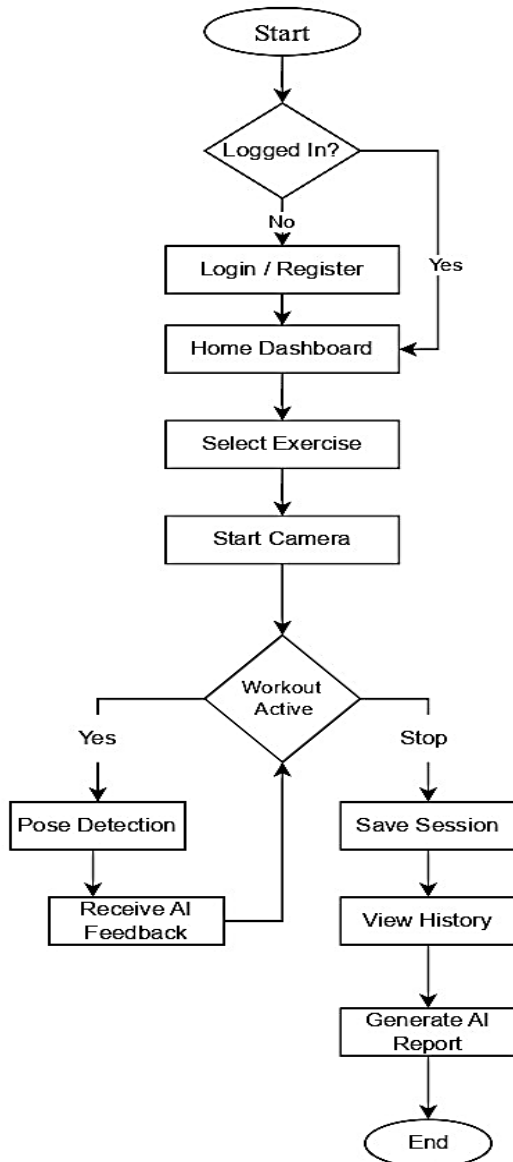 Start
Logged In?
No
Yes
Login / Register
Home Dashboard
Select Exercise
Start Camera
Workout
Active
Yes
Stop
Pose Detection
Save Session
Receive AI
Feedback
View History
Generate AI
Report
End